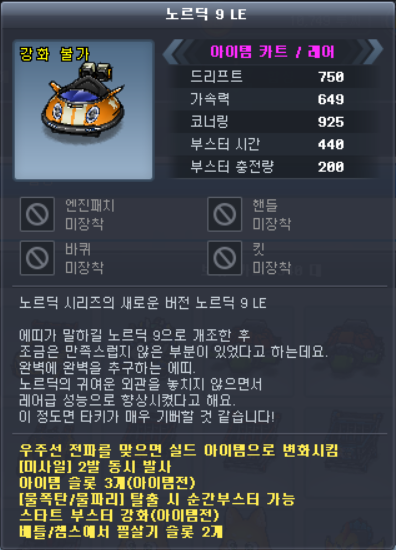 노르딕 9 LE
강화 불가
아이템 카트 / 레어
드리프트 750
가속력 649
코너링 925
부스터 시간 440
부스터 충전량 200
엔진패치
미장착
핸들
미장착
바퀴
미장착
킷
미장착
노르딕 시리즈의 새로운 버전 노르딕 9 LE
에띠가 말하길 노르딕 9으로 개조한 후
조금은 만족스럽지 않은 부분이 있었다고 하는데요.
완벽에 완벽을 추구하는 에띠.
노르딕의 귀여운 외관을 놓치지 않으면서
레어급 성능으로 향상시켰다고 해요.
이 정도면 타키가 매우 기뻐할 것 같습니다!
우주선 전파를 맞으면 실드 아이템으로 변화시킴
[미사일] 2발 동시 발사
아이템 슬롯 3개(아이템전)
[물폭탄/물파리] 탈출 시 순간부스터 가능
스타트 부스터 강화(아이템전)
배틀/챔스에서 필살기 슬롯 2개